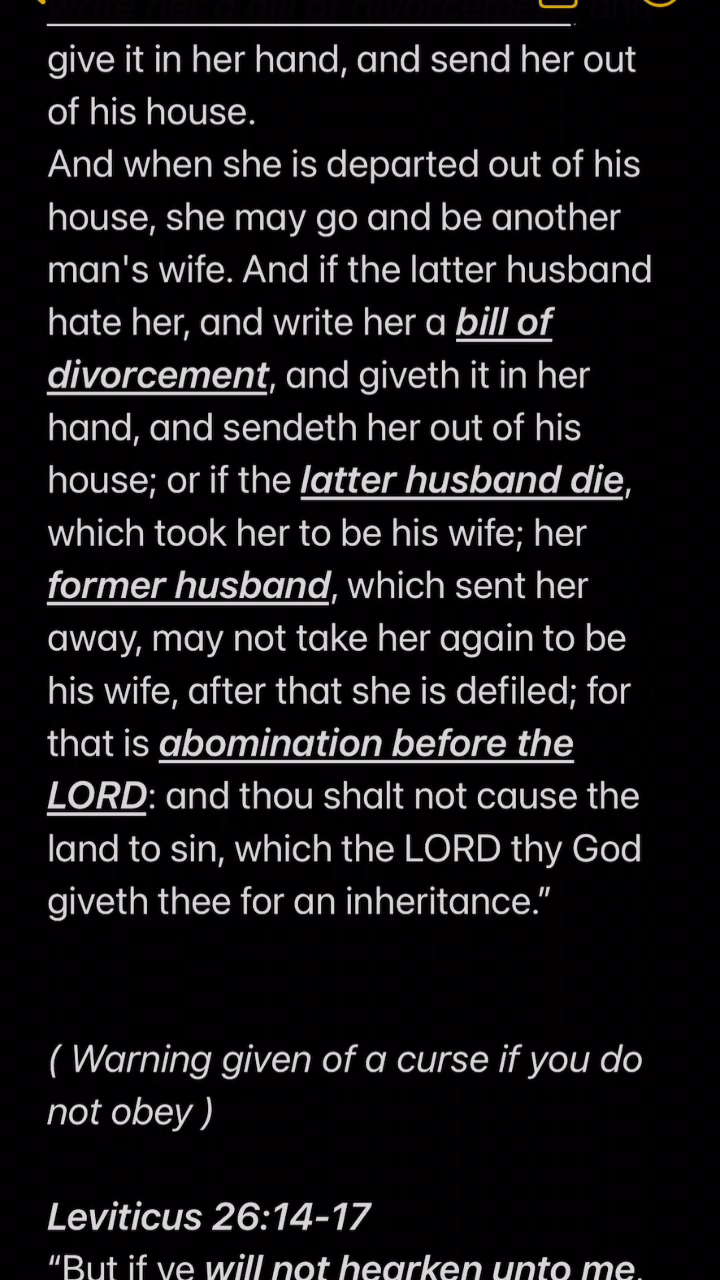 give it in her hand, and send her out
of his house.
And when she is departed out of his
house, she may go and be another
man's wife. And if the latter husband
hate her, and write her a bill of
divorcement, and giveth it in her
hand, and sendeth her out of his
house; or if the latter husband die,
which took her to be his wife; her
former husband, which sent her
away, may not take her again to be
his wife, after that she is defiled; for
that is abomination before the
LORD: and thou shalt not cause the
land to sin, which the LORD thy God
giveth thee for an inheritance.”
( Warning given of a curse if you do
not obey )
Leviticus 26:14-17
“But if ye will not hearken unto me,